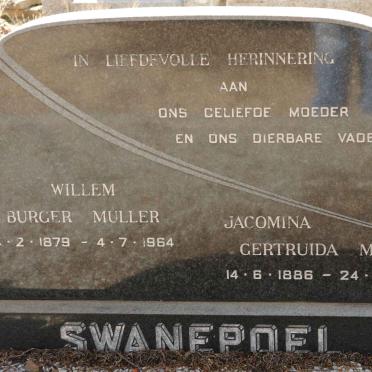 IN LIEFDEVOLLE HERINNERING
AAN
ONS GELIEFDE MOEDER
EN ONS DIERBARE VADE
WILLEM
BURGER MULLER
2 · 1879 - 4 · 7 · 1964
JACOMINA
GERTRUIDA M
14 · 6 · 1886 - 24 ·
SWANEPOEL